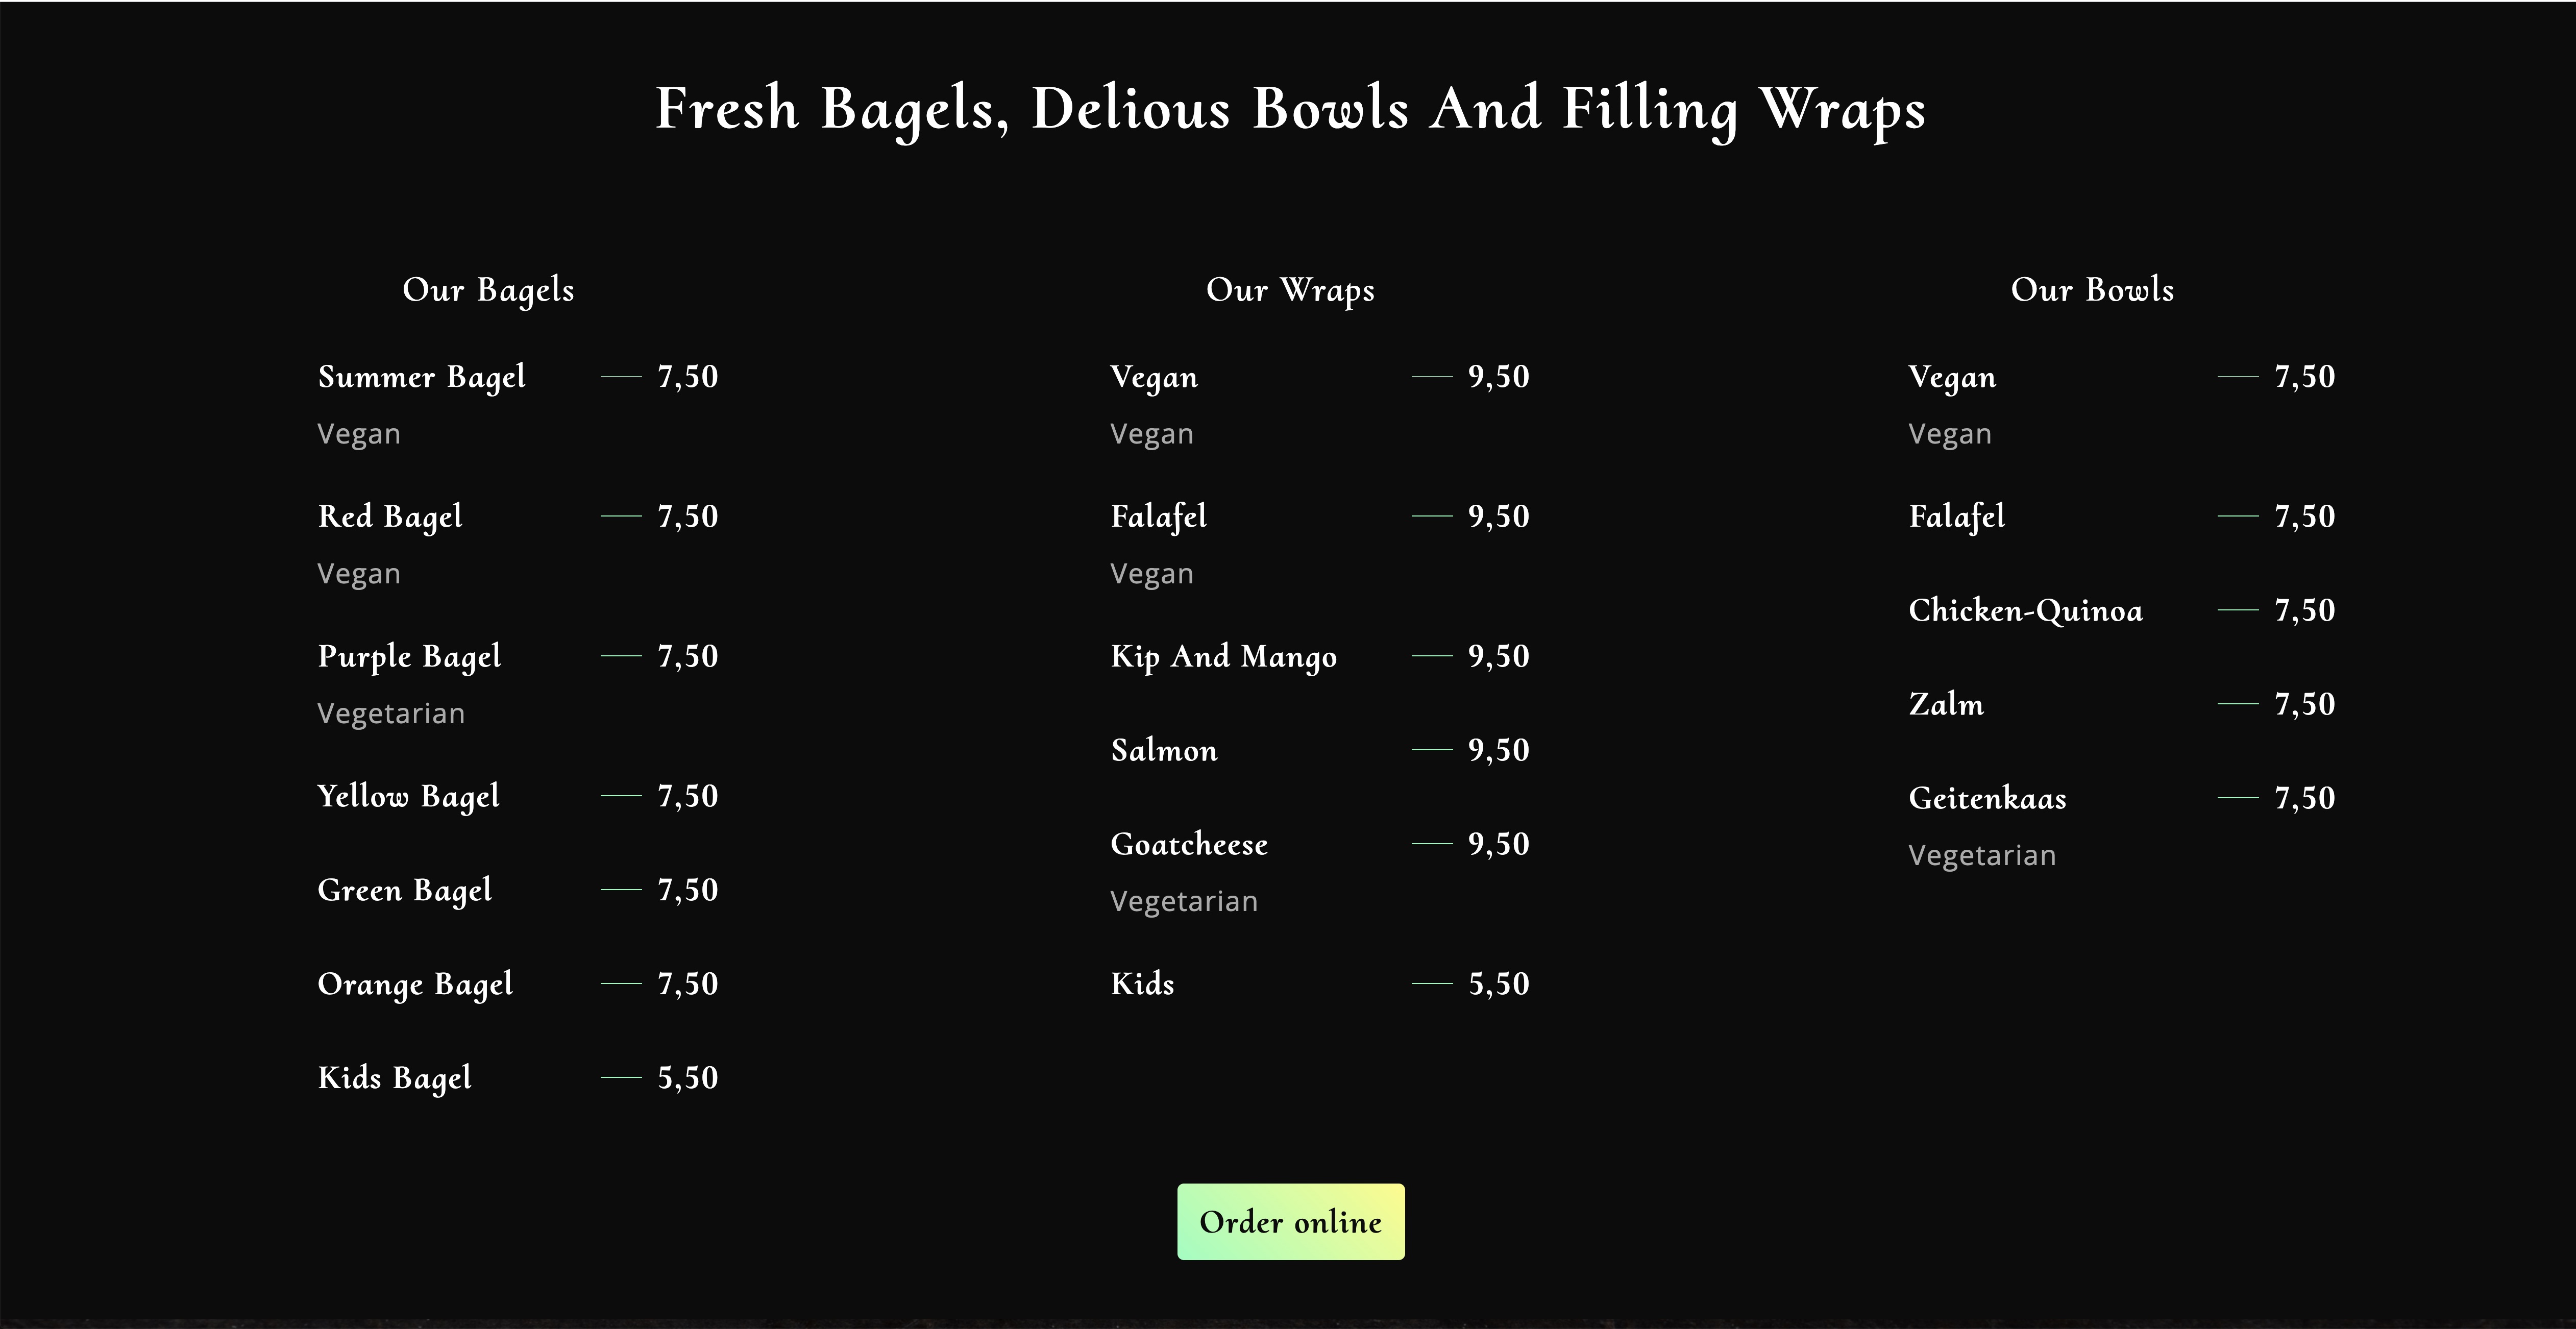 Fresh Bagels, Delious Bowls And Filling Wraps
Our Bagels
Summer Bagel 7,50
Vegan
Red Bagel 7,50
Vegan
Purple Bagel 7,50
Vegetarian
Yellow Bagel 7,50
Green Bagel 7,50
Orange Bagel 7,50
Kids Bagel 5,50
Our Wraps
Vegan 9,50
Vegan
Falafel 9,50
Vegan
Kip And Mango 9,50
Salmon 9,50
Goatcheese 9,50
Vegetarian
Kids 5,50
Our Bowls
Vegan 7,50
Vegan
Falafel 7,50
Chicken-Quinoa 7,50
Zalm 7,50
Geitenkaas 7,50
Vegetarian
Order online